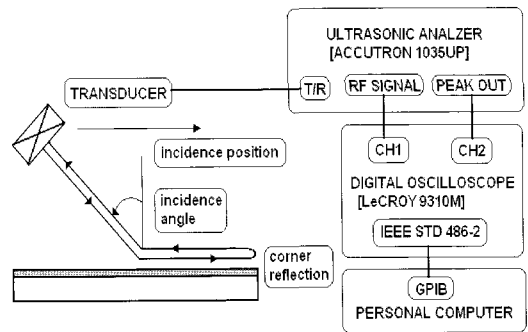 ULTRASONIC ANALZER
[ACCUTRON 1035UP]
TRANSDUCER
T/R
RF SIGNAL
PEAK OUT
incidence position
CH1
CH2
incidence
angle
DIGITAL OSCILLOSCOPE
[LeCROY 9310M]
IEEE STD 486-2
corner
reflection
GPIB
PERSONAL COMPUTER